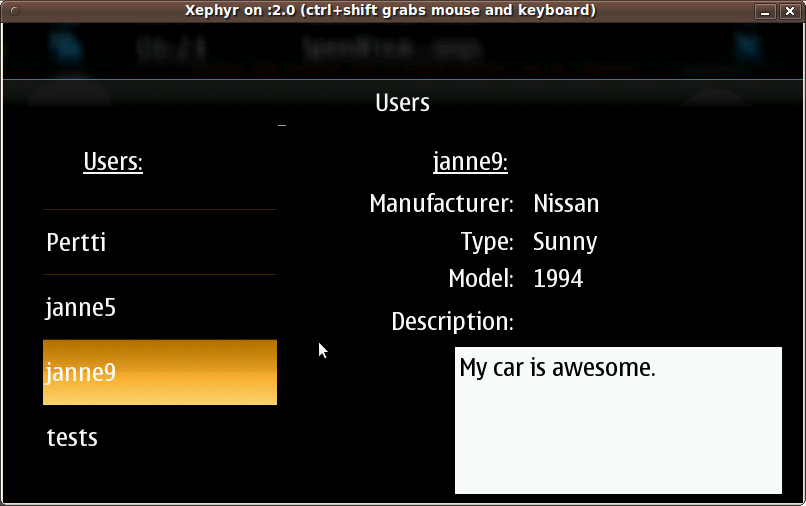 Xephyr on :2.0 (ctrl+shift grabs mouse and keyboard)
Users
Users:
Pertti
janne5
janne9
tests
janne9:
Manufacturer: Nissan
Type: Sunny
Model: 1994
Description:
My car is awesome.